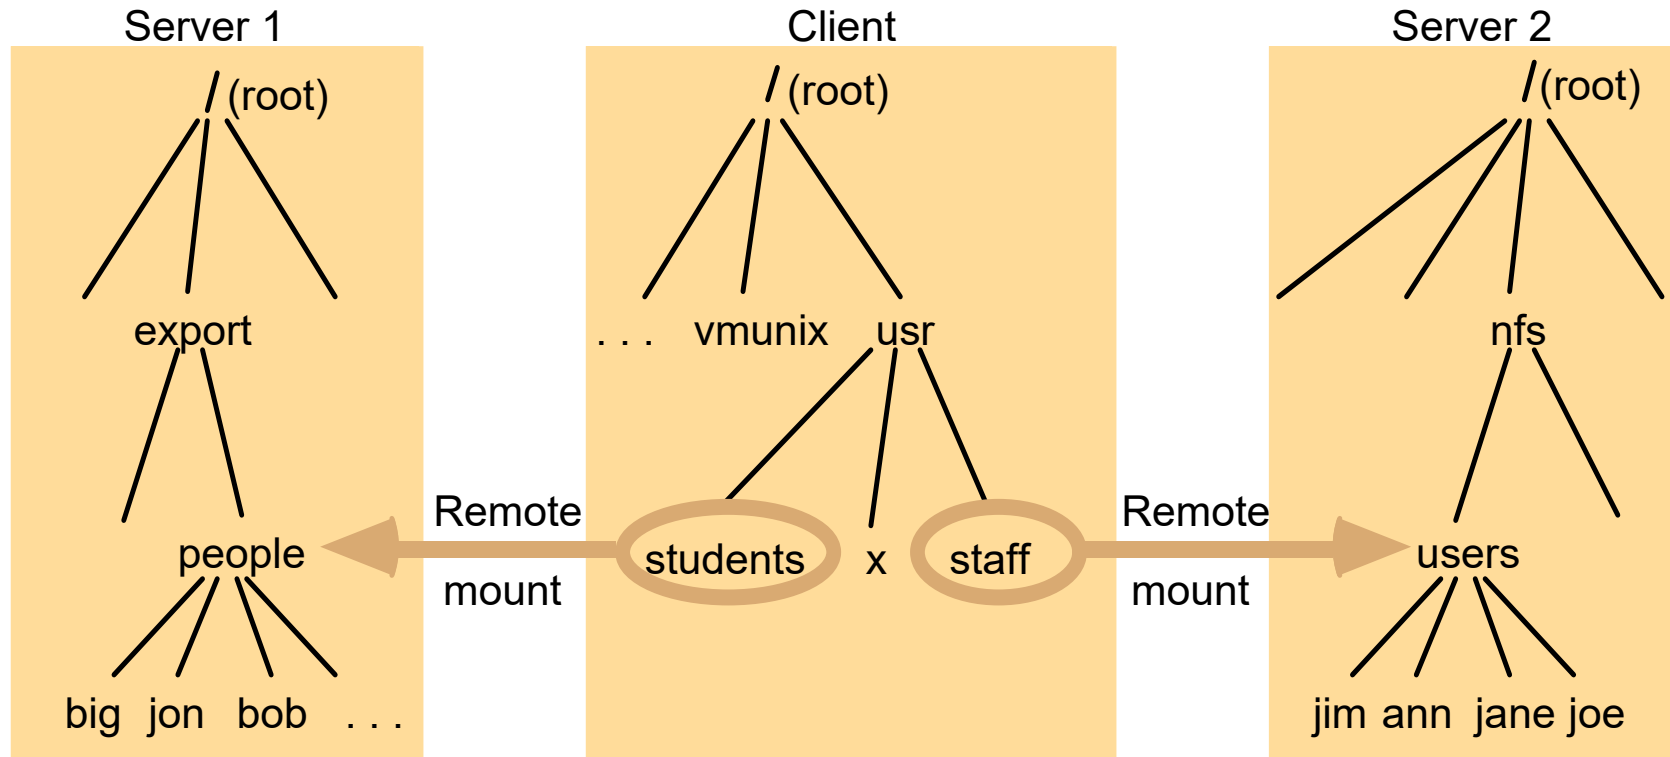 Server 1
Client
Server 2
/ (root)
/ (root)
/ (root)
export
. . . vmunix usr
nfs
Remote
mount
Remote
mount
people
students x staff
users
big jon bob . . .
jim ann jane joe